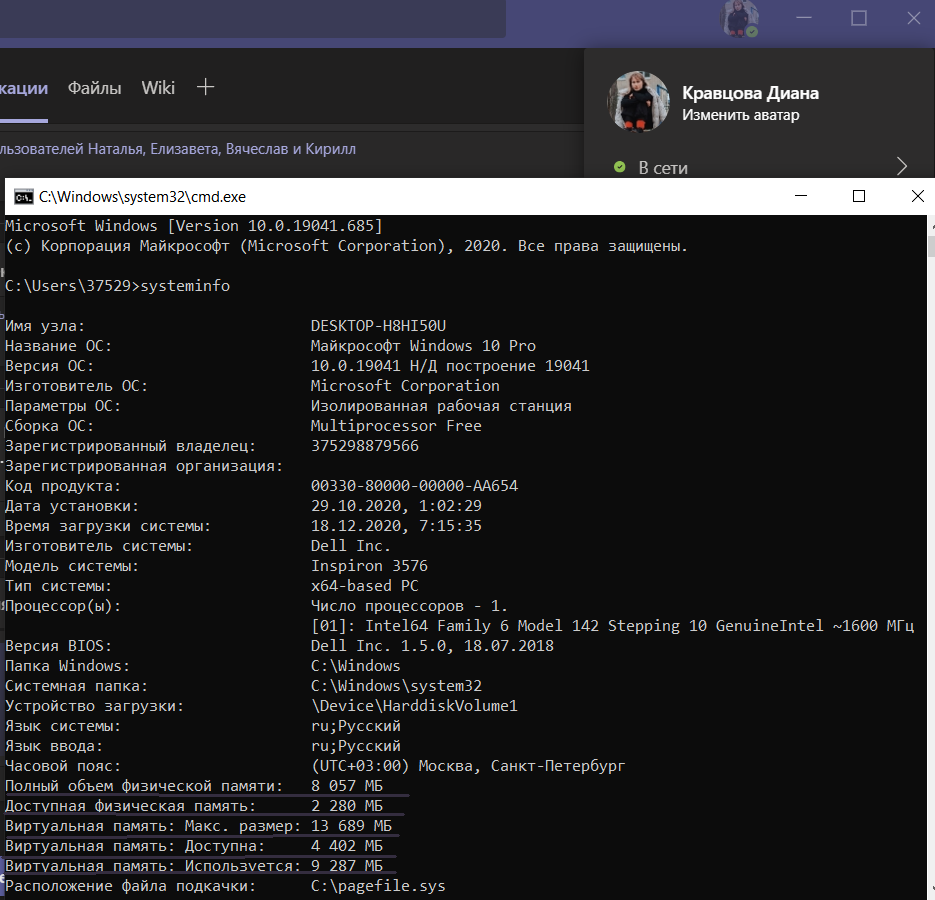 кации Файлы Wiki +
Кравцова Диана
Изменить аватар
льзователей Наталья, Елизавета, Вячеслав и Кирилл
В сети
C:\Windows\system32\cmd.exe
Microsoft Windows [Version 10.0.19041.685]
(c) Корпорация Майкрософт (Microsoft Corporation), 2020. Все права защищены.
C:\Users\37529>systeminfo
Имя узла: DESKTOP-H8HI50U
Название ОС: Майкрософт Windows 10 Pro
Версия ОС: 10.0.19041 Н/Д построение 19041
Изготовитель ОС: Microsoft Corporation
Параметры ОС: Изолированная рабочая станция
Сборка ОС: Multiprocessor Free
Зарегистрированный владелец: 375298879566
Зарегистрированная организация:
Код продукта: 00330-80000-00000-AA654
Дата установки: 29.10.2020, 1:02:29
Время загрузки системы: 18.12.2020, 7:15:35
Изготовитель системы: Dell Inc.
Модель системы: Inspiron 3576
Тип системы: x64-based PC
Процессор(ы): Число процессоров - 1.
[01]: Intel64 Family 6 Model 142 Stepping 10 GenuineIntel ~1600 МГц
Версия BIOS: Dell Inc. 1.5.0, 18.07.2018
Папка Windows: C:\Windows
Системная папка: C:\Windows\system32
Устройство загрузки: \Device\HarddiskVolume1
Язык системы: ru;Русский
Язык ввода: ru;Русский
Часовой пояс: (UTC+03:00) Москва, Санкт-Петербург
Полный объем физической памяти: 8 057 МБ
Доступная физическая память: 2 280 МБ
Виртуальная память: Макс. размер: 13 689 МБ
Виртуальная память: Доступна: 4 402 МБ
Виртуальная память: Используется: 9 287 МБ
Расположение файла подкачки: C:\pagefile.sys